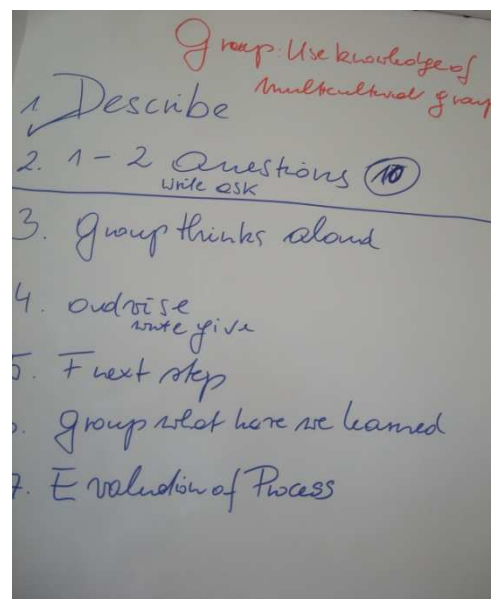 Group: Use knowledge of
multicultural group
1 Describe
2. 1-2 Questions 10
write ask
3. Group thinks aloud
4. advise
write give
5. F next step
6. group what have we learned
7. Evaluation of Process